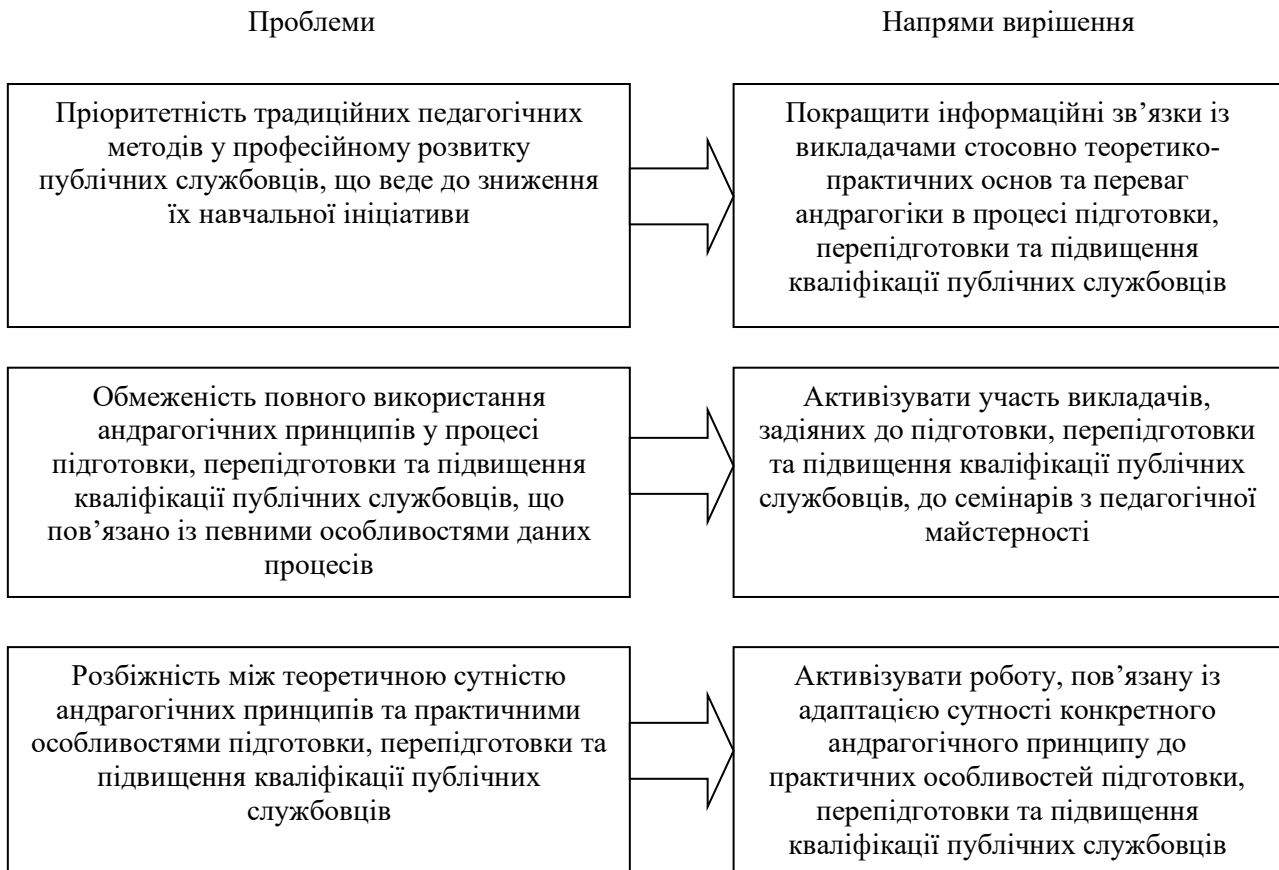 Проблеми
Напрями вирішення
Пріоритетність традиційних педагогічних
методів у професійному розвитку
публічних службовців, що веде до зниження
їх навчальної ініціативи
Покращити інформаційні зв’язки із
викладачами стосовно теоретико-
практичних основ та переваг
андрагогіки в процесі підготовки,
перепідготовки та підвищення
кваліфікації публічних службовців
Обмеженість повного використання
андрагогічних принципів у процесі
підготовки, перепідготовки та підвищення
кваліфікації публічних службовців, що
пов’язано із певними особливостями даних
процесів
Активізувати участь викладачів,
задіяних до підготовки, перепідготовки
та підвищення кваліфікації публічних
службовців, до семінарів з педагогічної
майстерності
Розбіжність між теоретичною сутністю
андрагогічних принципів та практичними
особливостями підготовки, перепідготовки та
підвищення кваліфікації публічних
службовців
Активізувати роботу, пов’язану із
адаптацією сутності конкретного
андрагогічного принципу до
практичних особливостей підготовки,
перепідготовки та підвищення
кваліфікації публічних службовців